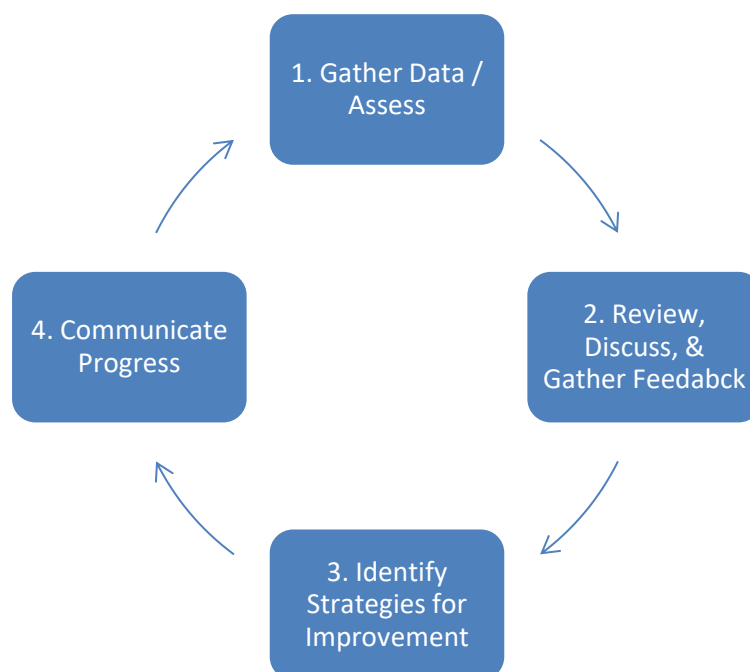 1. Gather Data /
Assess
2. Review,
Discuss, &
Gather Feedabck
3. Identify
Strategies for
Improvement
4. Communicate
Progress